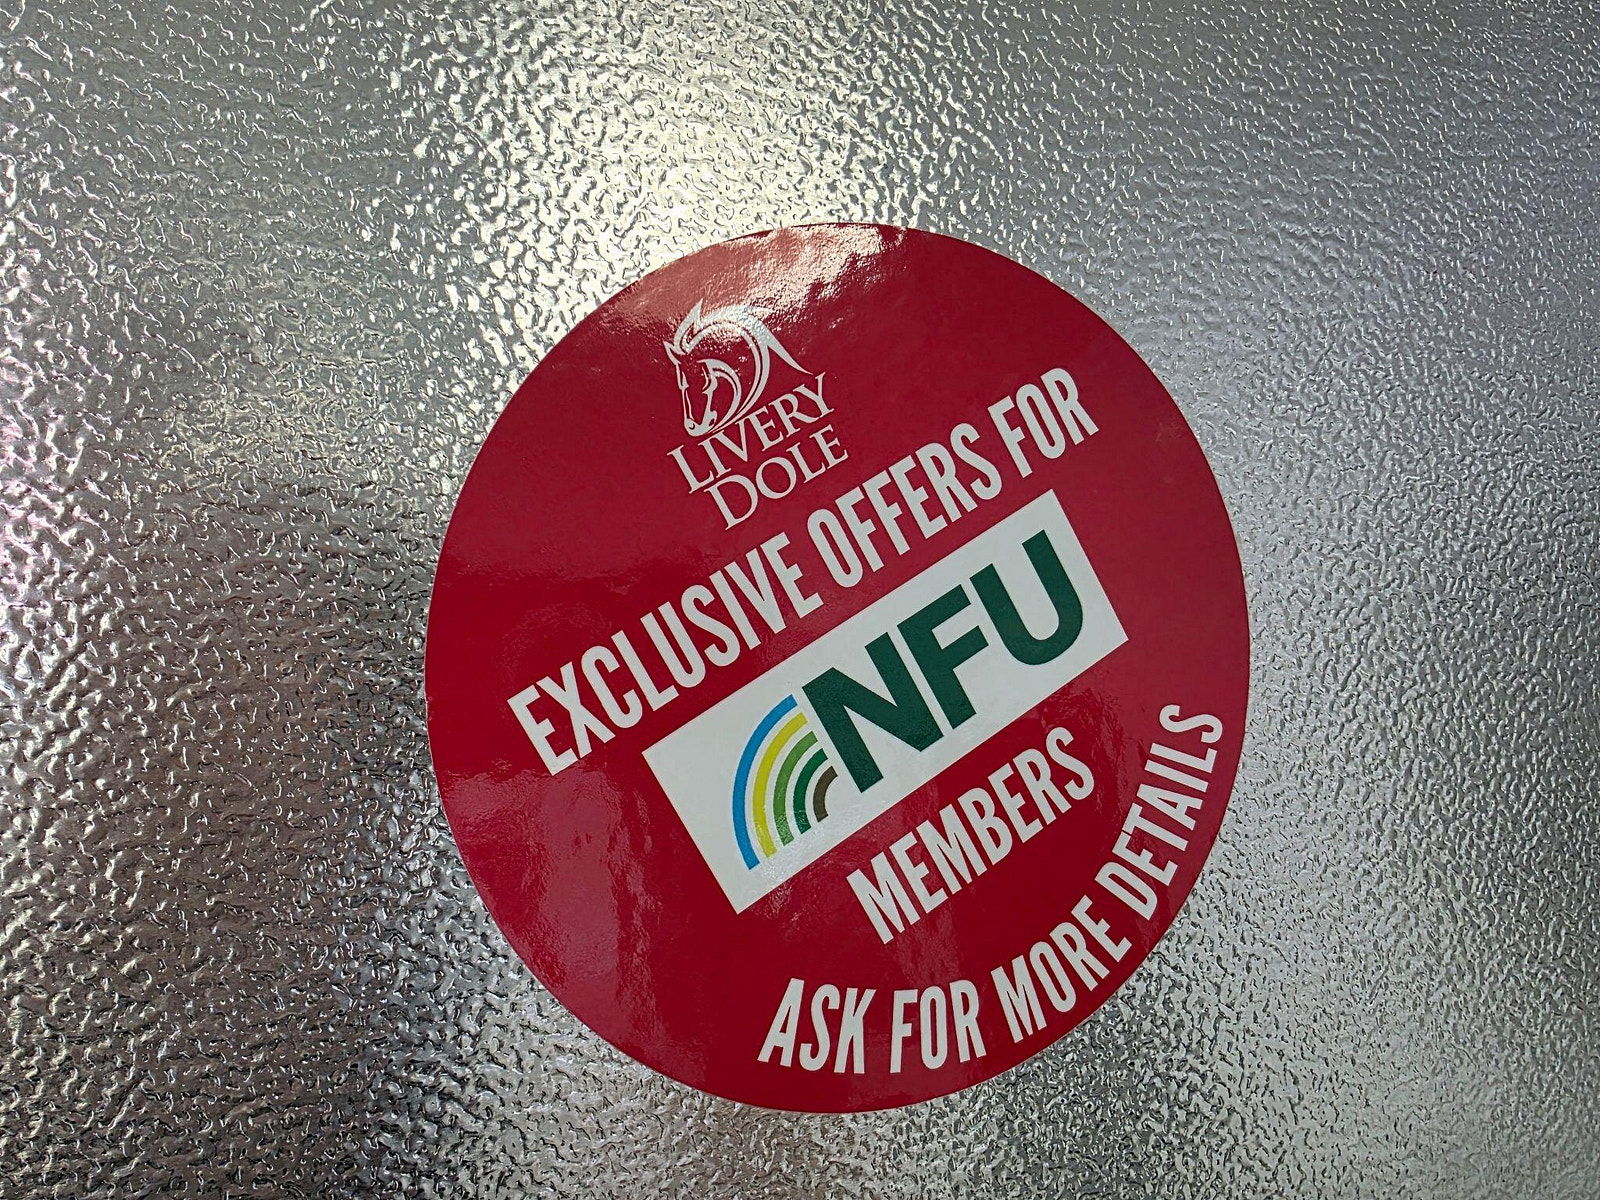 LIVERY
DOLE
EXCLUSIVE OFFERS FOR
NFU
MEMBERS
ASK FOR MORE DETAILS